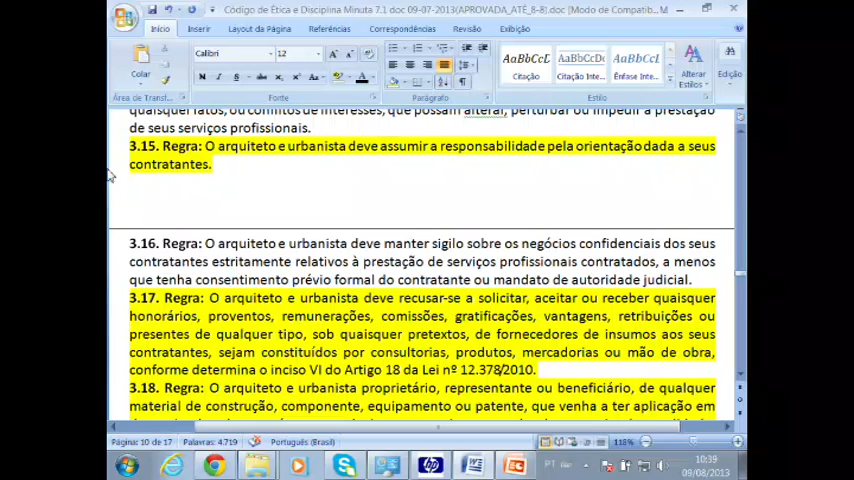 Código de Ética e Disciplina Minuta 7.1 doc 09-07-2013(APROVADA_ATÉ_8-8).doc [Modo de Compatib...
Início Inserir Layout da Página Referências Correspondências Revisão Exibição
Calibri 12
AaBbCcL AaBbCcD AaBbCcL
Colar
N I S
Citação Citação Inte... Ênfase Inte...
Alterar Estilos
Edição
Área de Transf... Fonte Parágrafo Estilo
quaisquer fatos, ou conflitos de interesses, que possam alterar, perturbar ou impedir a prestação
de seus serviços profissionais.
3.15. Regra: O arquiteto e urbanista deve assumir a responsabilidade pela orientação dada a seus
contratantes.
3.16. Regra: O arquiteto e urbanista deve manter sigilo sobre os negócios confidenciais dos seus
contratantes estritamente relativos à prestação de serviços profissionais contratados, a menos
que tenha consentimento prévio formal do contratante ou mandato de autoridade judicial.
3.17. Regra: O arquiteto e urbanista deve recusar-se a solicitar, aceitar ou receber quaisquer
honorários, proventos, remunerações, comissões, gratificações, vantagens, retribuições ou
presentes de qualquer tipo, sob quaisquer pretextos, de fornecedores de insumos aos seus
contratantes, sejam constituídos por consultorias, produtos, mercadorias ou mão de obra,
conforme determina o inciso VI do Artigo 18 da Lei nº 12.378/2010.
3.18. Regra: O arquiteto e urbanista proprietário, representante ou beneficiário, de qualquer
material de construção, componente, equipamento ou patente, que venha a ter aplicação em
Página: 10 de 17 Palavras: 4.719 Português (Brasil) 118%
PT 10:39
09/08/2013